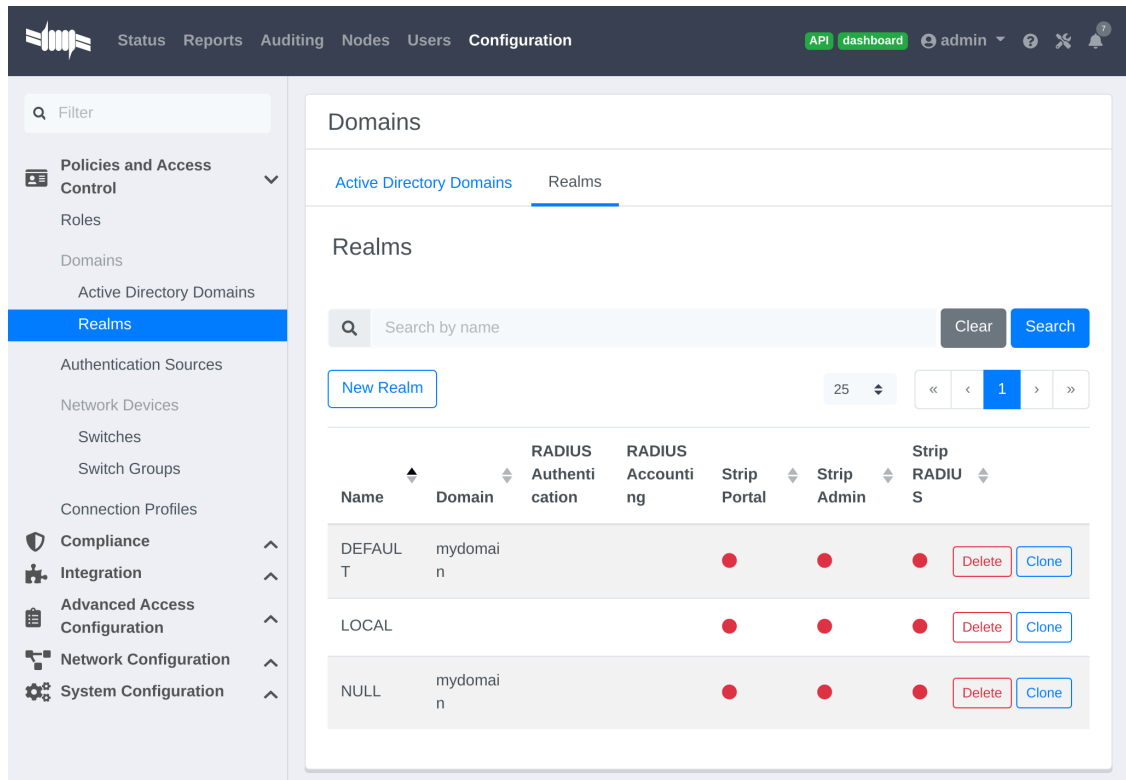 Status Reports Auditing Nodes Users Configuration API dashboard admin 7
Filter
Policies and Access
Control
Roles
Domains
Active Directory Domains
Realms
Authentication Sources
Network Devices
Switches
Switch Groups
Connection Profiles
Compliance
Integration
Advanced Access
Configuration
Network Configuration
System Configuration
Domains
Active Directory Domains Realms
Realms
Search by name Clear Search
New Realm 25 « ‹ 1 › »
Name Domain RADIUS
Authenti
cation RADIUS
Accounti
ng Strip
Portal Strip
Admin Strip
RADIU
S
DEFAUL
T mydomai
n Delete Clone
LOCAL Delete Clone
NULL mydomai
n Delete Clone